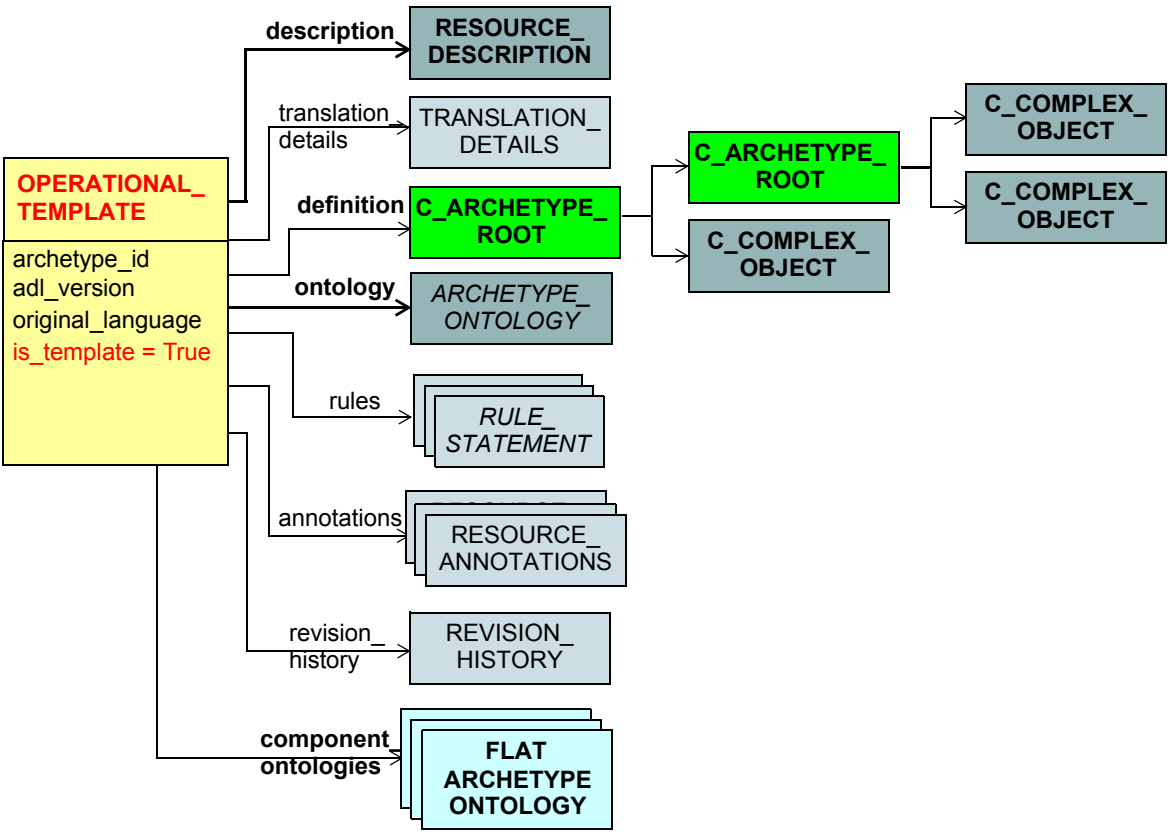 description
RESOURCE_
DESCRIPTION
translation_
details
TRANSLATION_
DETAILS
OPERATIONAL_
TEMPLATE
archetype_id
adl_version
original_language
is_template = True
definition
C_ARCHETYPE_
ROOT
C_ARCHETYPE_
ROOT
C_COMPLEX_
OBJECT
C_COMPLEX_
OBJECT
C_COMPLEX_
OBJECT
ontology
ARCHETYPE_
ONTOLOGY
rules
RULE_
STATEMENT
annotations
RESOURCE_
ANNOTATIONS
revision_
history
REVISION_
HISTORY
component_
ontologies
FLAT
ARCHETYPE
ONTOLOGY